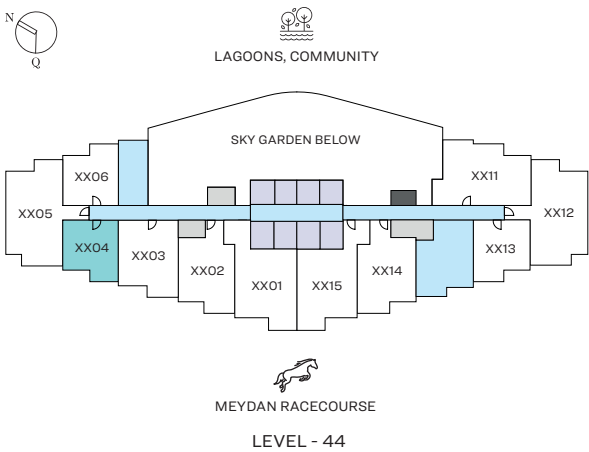 N
Q
LAGOONS, COMMUNITY
SKY GARDEN BELOW
XX06
XX11
XX05
XX12
XX04
XX03
XX13
XX02
XX14
XX01
XX15
MEYDAN RACECOURSE
LEVEL - 44